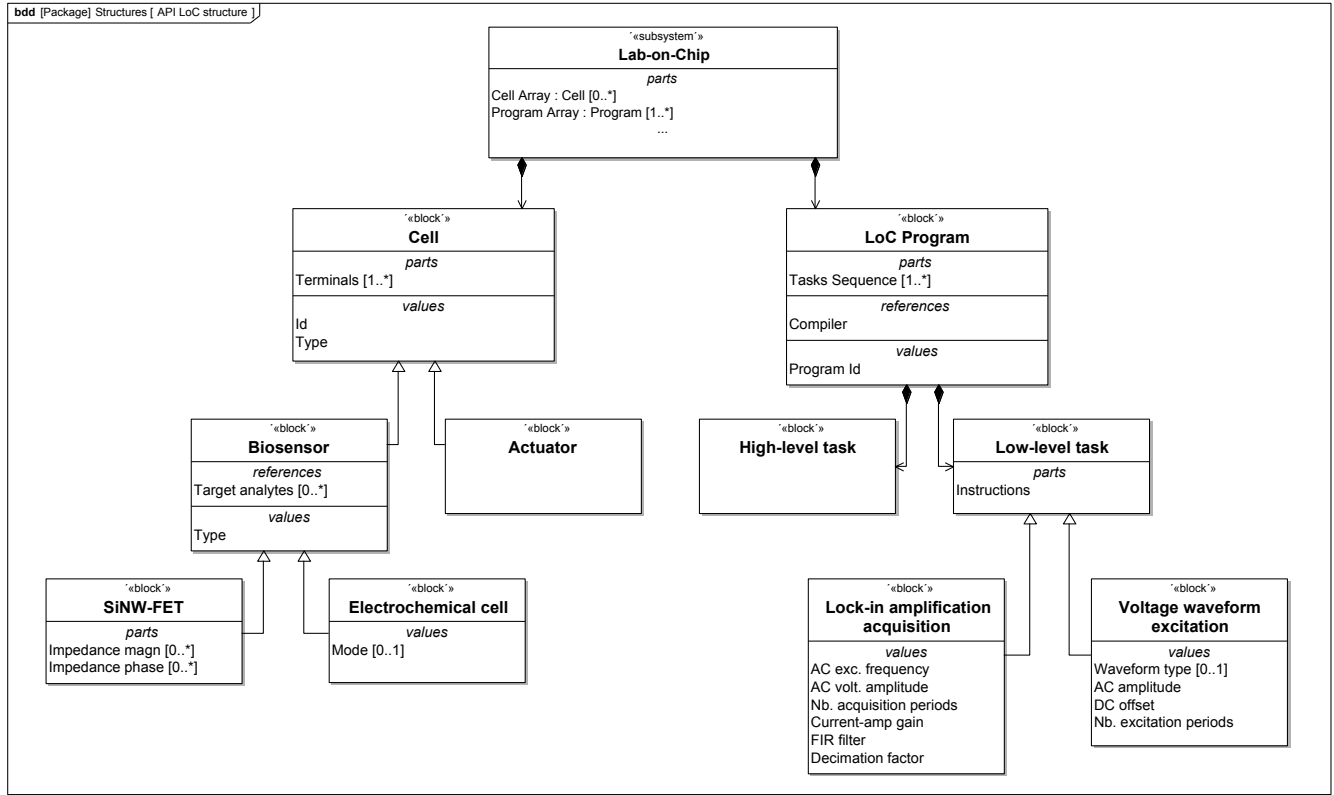 bdd [Package] Structures [ API LoC structure ]
´«subsystem´»
Lab-on-Chip
parts
Cell Array : Cell [0..*]
Program Array : Program [1..*]
...
´«block´»
Cell
parts
Terminals [1..*]
values
Id
Type
´«block´»
LoC Program
parts
Tasks Sequence [1..*]
references
Compiler
values
Program Id
´«block´»
Biosensor
references
Target analytes [0..*]
values
Type
´«block´»
Actuator
´«block´»
High-level task
´«block´»
Low-level task
parts
Instructions
´«block´»
SiNW-FET
parts
Impedance magn [0..*]
Impedance phase [0..*]
´«block´»
Electrochemical cell
values
Mode [0..1]
´«block´»
Lock-in amplification
acquisition
values
AC exc. frequency
AC volt. amplitude
Nb. acquisition periods
Current-amp gain
FIR filter
Decimation factor
´«block´»
Voltage waveform
excitation
values
Waveform type [0..1]
AC amplitude
DC offset
Nb. excitation periods